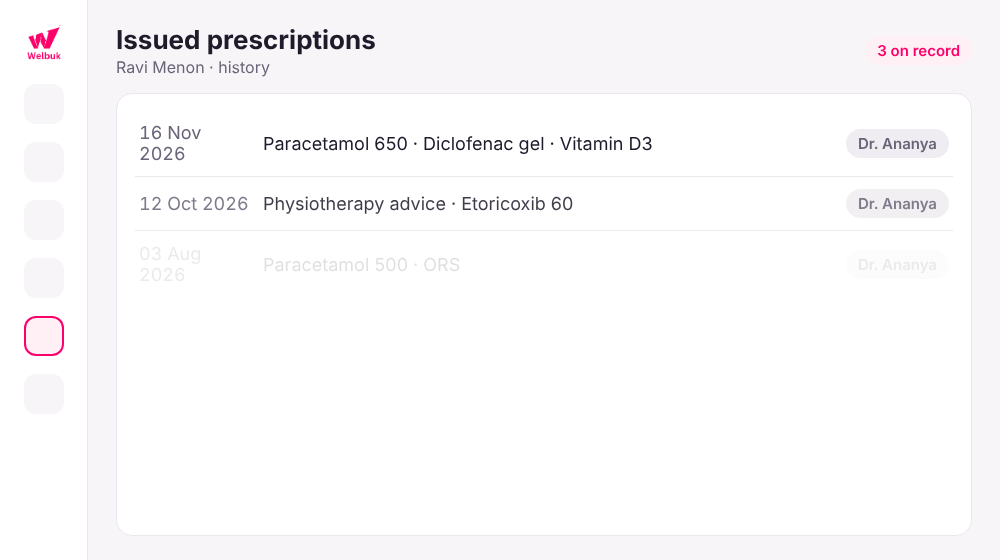 Welbuk
Issued prescriptions
Ravi Menon · history
3 on record
16 Nov
2026
Paracetamol 650 · Diclofenac gel · Vitamin D3
Dr. Ananya
12 Oct 2026
Physiotherapy advice · Etoricoxib 60
Dr. Ananya
03 Aug
2026
Paracetamol 500 · ORS
Dr. Ananya